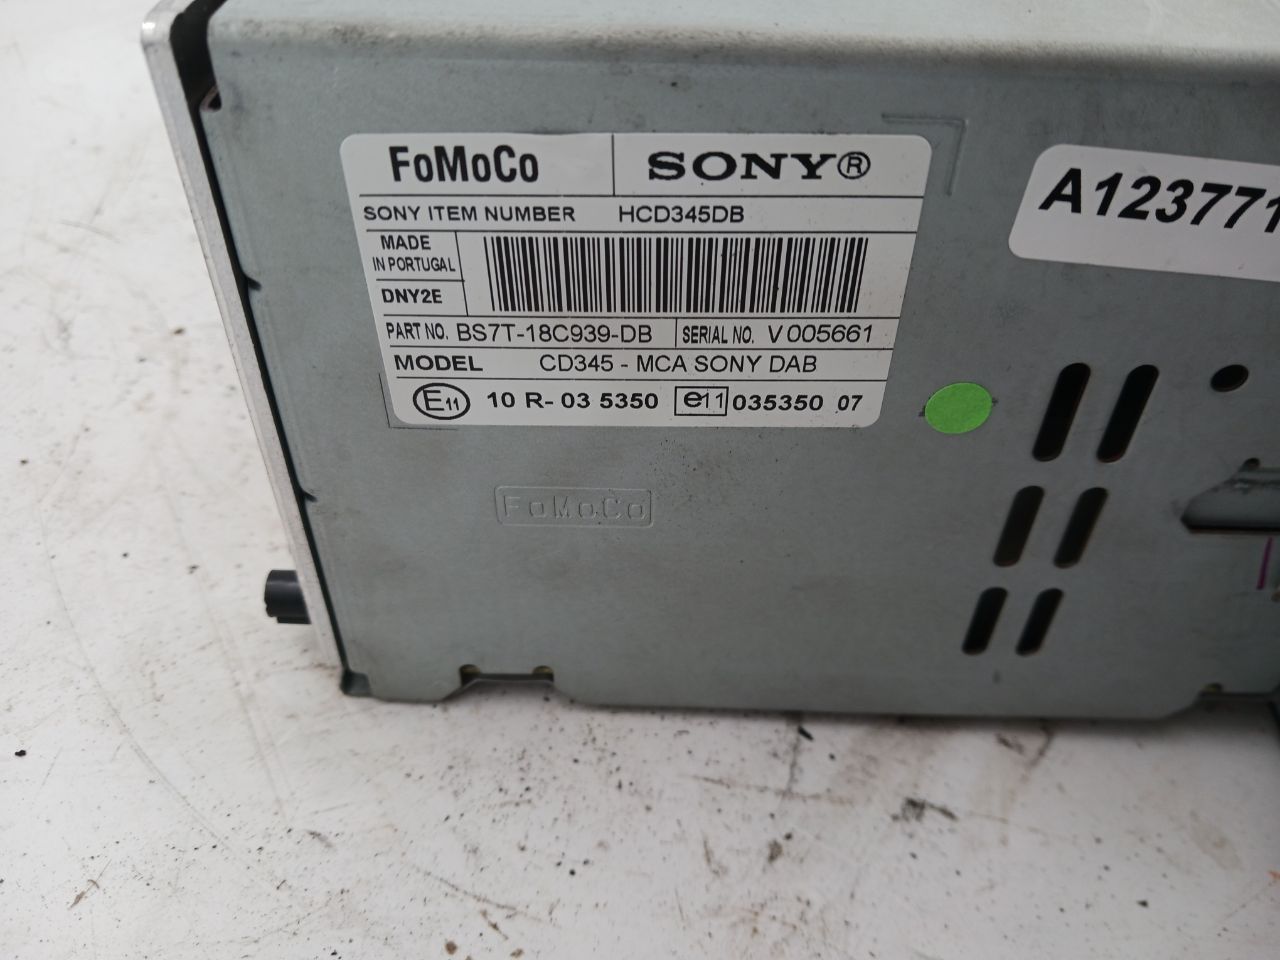 FoMoCo
SONY®
SONY ITEM NUMBER HCD345DB
MADE
IN PORTUGAL
DNY2E
PART NO. BS7T-18C939-DB SERIAL NO. V005661
MODEL CD345 - MCA SONY DAB
E11 10 R- 03 5350 e11 035350 07
A123771
FoMoCo